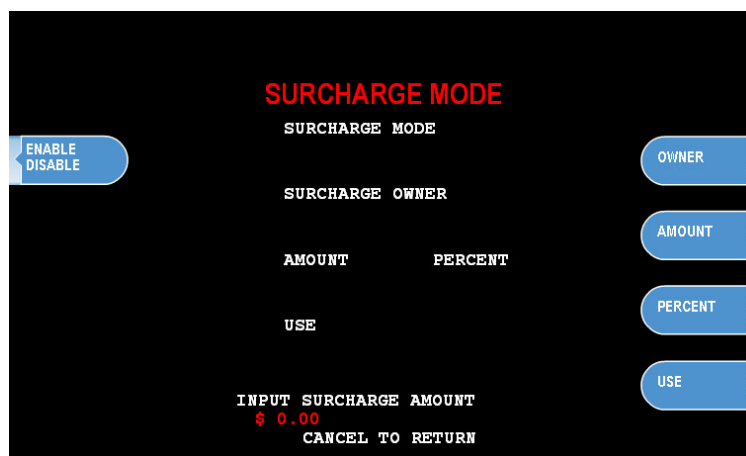 SURCHARGE MODE
SURCHARGE MODE
ENABLE
DISABLE
OWNER
SURCHARGE OWNER
AMOUNT
AMOUNT PERCENT
PERCENT
USE
USE
INPUT SURCHARGE AMOUNT
$ 0.00
CANCEL TO RETURN